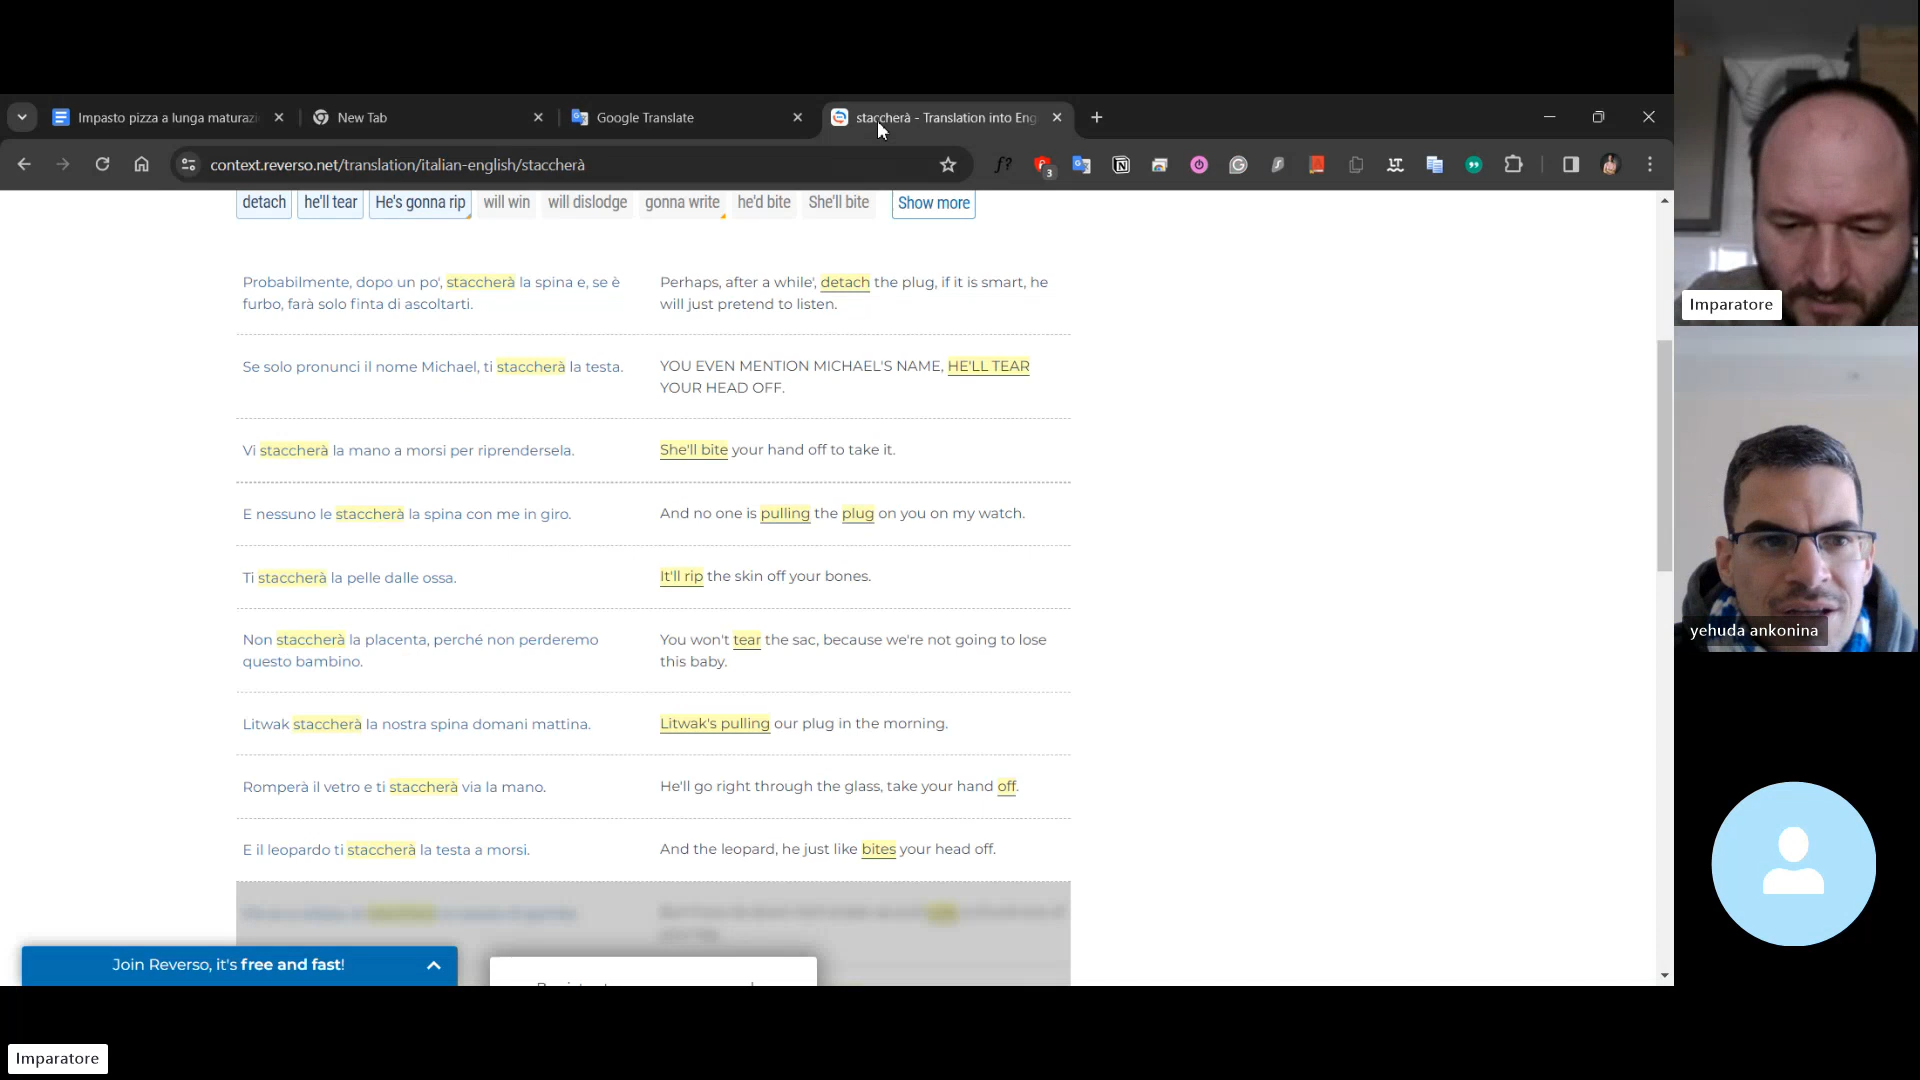 Impasto pizza a lunga maturazi
New Tab
Google Translate
staccherà - Translation into Eng
context.reverso.net/translation/italian-english/staccherà
3
detach he'll tear He's gonna rip will win will dislodge gonna write he'd bite She'll bite Show more
Probabilmente, dopo un po', staccherà la spina e, se è
furbo, farà solo finta di ascoltarti.
Perhaps, after a while', detach the plug, if it is smart, he
will just pretend to listen.
Se solo pronunci il nome Michael, ti staccherà la testa.
YOU EVEN MENTION MICHAEL'S NAME, HE'LL TEAR
YOUR HEAD OFF.
Vi staccherà la mano a morsi per riprendersela.
She'll bite your hand off to take it.
E nessuno le staccherà la spina con me in giro.
And no one is pulling the plug on you on my watch.
Ti staccherà la pelle dalle ossa.
It'll rip the skin off your bones.
Non staccherà la placenta, perché non perderemo
questo bambino.
You won't tear the sac, because we're not going to lose
this baby.
Litwak staccherà la nostra spina domani mattina.
Litwak's pulling our plug in the morning.
Romperà il vetro e ti staccherà via la mano.
He'll go right through the glass, take your hand off.
E il leopardo ti staccherà la testa a morsi.
And the leopard, he just like bites your head off.
Join Reverso, it's free and fast!
Imparatore
yehuda ankonina
Imparatore